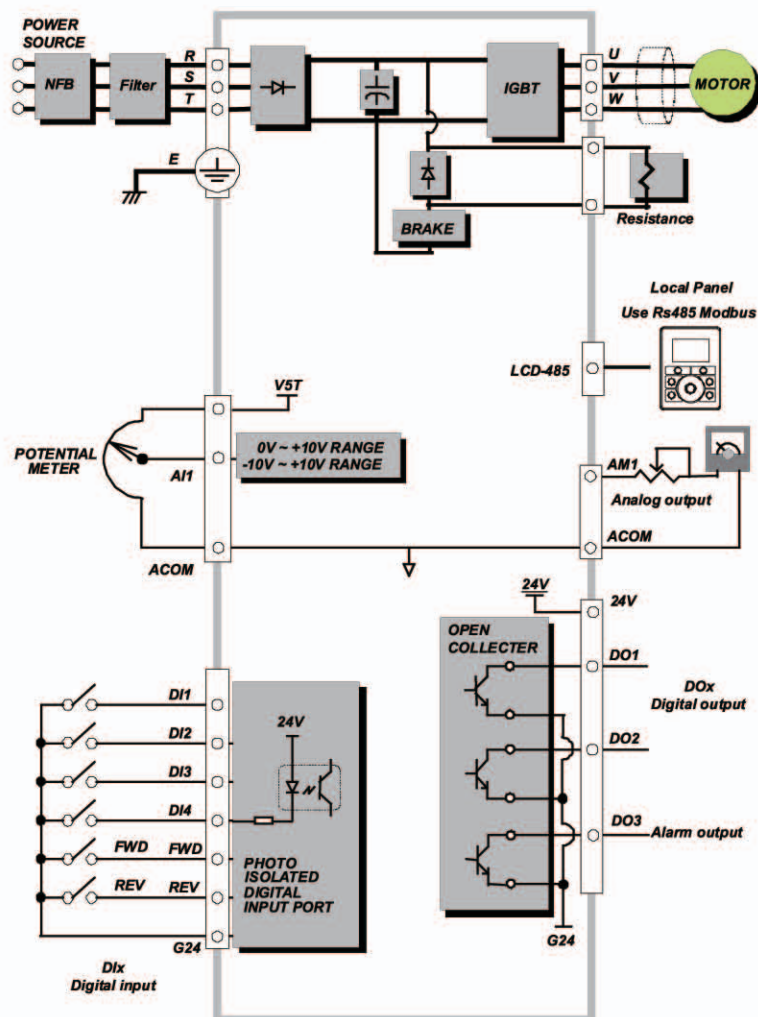 POWER
SOURCE
NFB
Filter
R
S
T
E
IGBT
U
V
W
MOTOR
BRAKE
Resistance
Local Panel
Use Rs485 Modbus
LCD-485
V5T
POTENTIAL
METER
AI1
0V ~ +10V RANGE
-10V ~ +10V RANGE
AM1
Analog output
ACOM
ACOM
24V
24V
OPEN
COLLECTER
DO1
DOx
Digital output
DO2
DO3
Alarm output
G24
DI1
DI2
DI3
DI4
FWD
FWD
REV
REV
G24
24V
PHOTO
ISOLATED
DIGITAL
INPUT PORT
DIx
Digital input